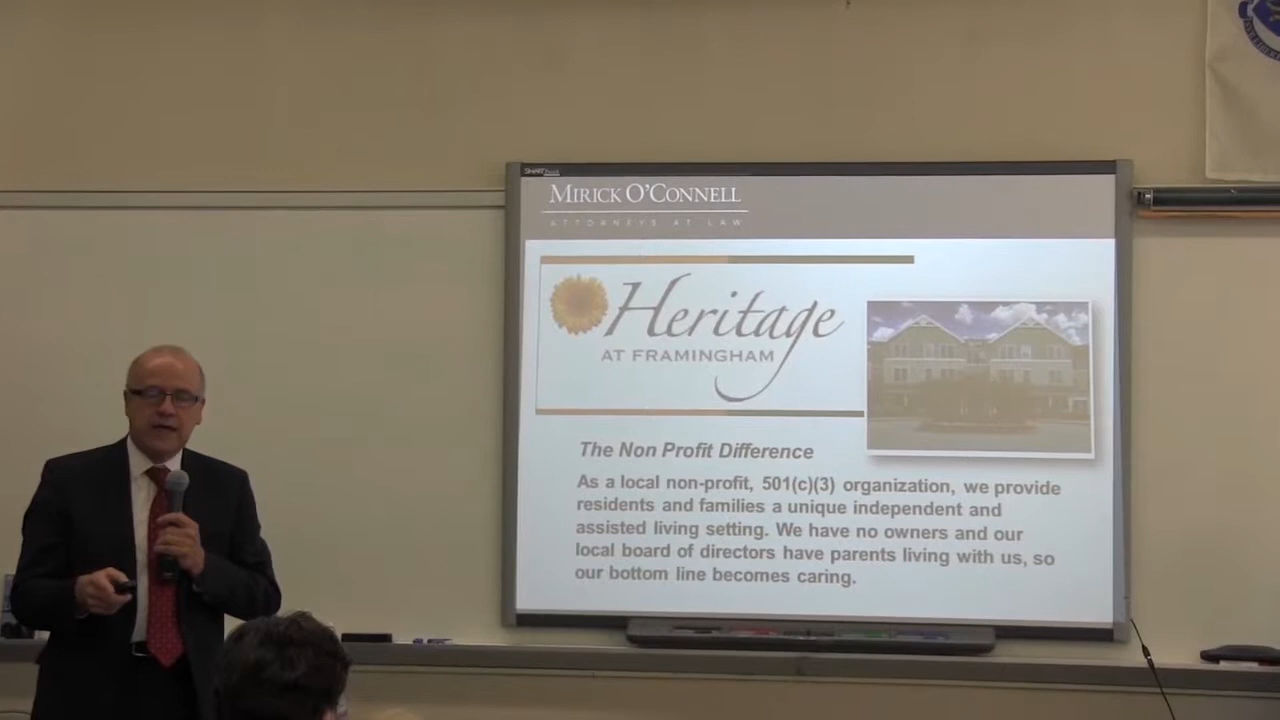 SMART Board
MIRICK O'CONNELL
ATTORNEYS AT LAW
Heritage
AT FRAMINGHAM
The Non Profit Difference
As a local non-profit, 501(c)(3) organization, we provide
residents and families a unique independent and
assisted living setting. We have no owners and our
local board of directors have parents living with us, so
our bottom line becomes caring.